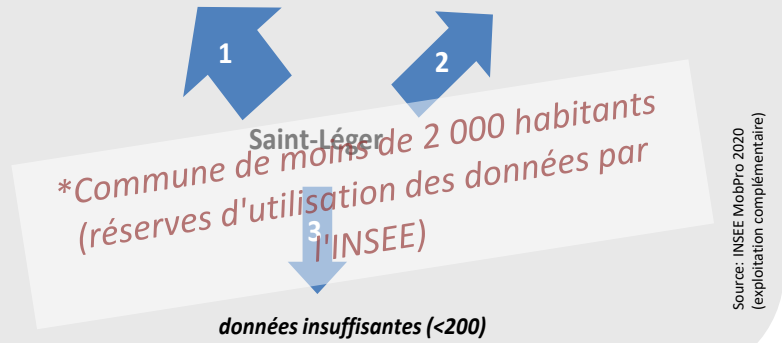 1
2
Saint-Léger
*Commune de moins de 2 000 habitants
(réserves d'utilisation des données par
l'INSEE)
3
données insuffisantes (<200)
Source: INSEE MobPro 2020
(exploitation complémentaire)